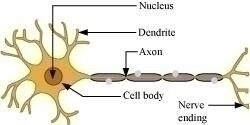 Nucleus
Dendrite
Axon
Cell body
Nerve
ending